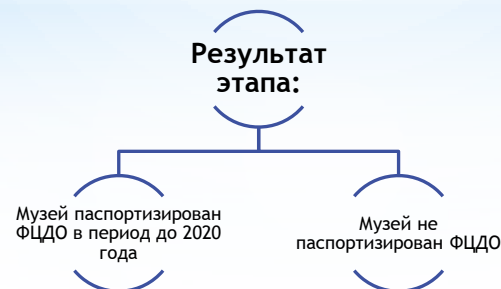 Результат
этапа:
Музей паспортизирован
ФЦДО в период до 2020
года
Музей не
паспортизирован ФЦДО